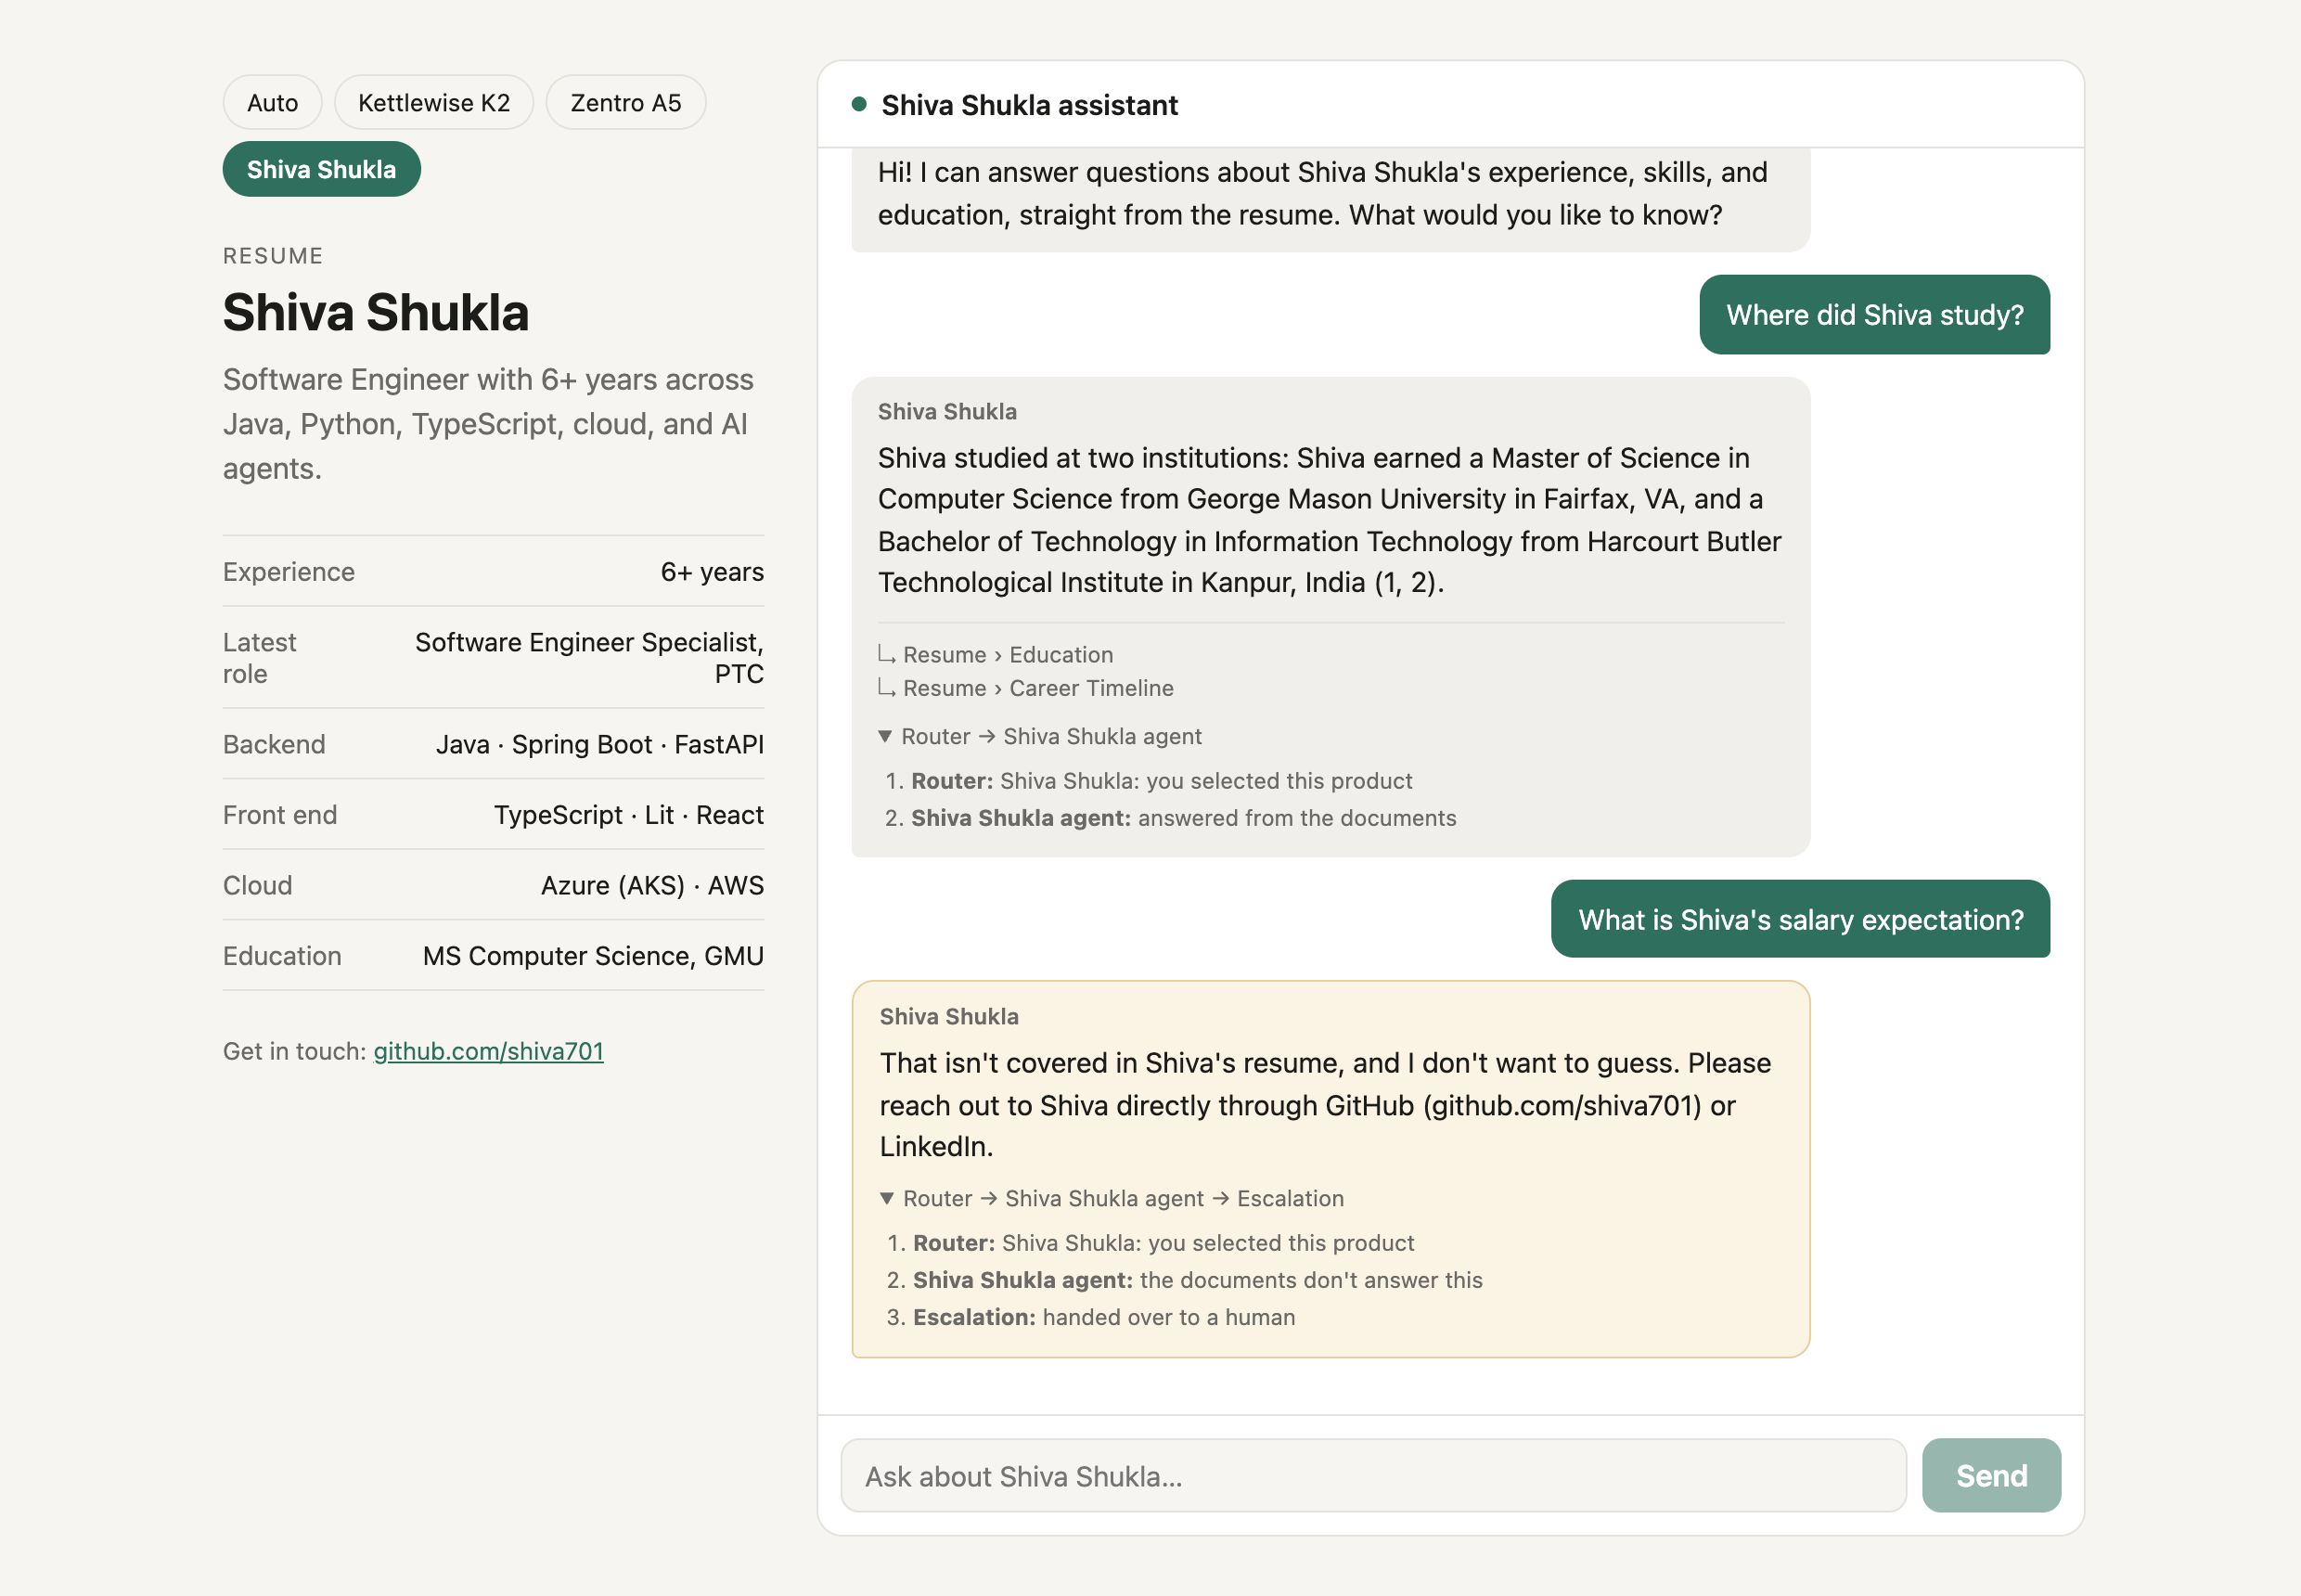 Auto
Kettlewise K2
Zentro A5
Shiva Shukla
RESUME
Shiva Shukla
Software Engineer with 6+ years across
Java, Python, TypeScript, cloud, and AI
agents.
Experience 6+ years
Latest role Software Engineer Specialist, PTC
Backend Java · Spring Boot · FastAPI
Front end TypeScript · Lit · React
Cloud Azure (AKS) · AWS
Education MS Computer Science, GMU
Get in touch: github.com/shiva701
Shiva Shukla assistant
Hi! I can answer questions about Shiva Shukla's experience, skills, and
education, straight from the resume. What would you like to know?
Where did Shiva study?
Shiva Shukla
Shiva studied at two institutions: Shiva earned a Master of Science in
Computer Science from George Mason University in Fairfax, VA, and a
Bachelor of Technology in Information Technology from Harcourt Butler
Technological Institute in Kanpur, India (1, 2).
Resume › Education
Resume › Career Timeline
▼ Router → Shiva Shukla agent
1. Router: Shiva Shukla: you selected this product
2. Shiva Shukla agent: answered from the documents
What is Shiva's salary expectation?
Shiva Shukla
That isn't covered in Shiva's resume, and I don't want to guess. Please
reach out to Shiva directly through GitHub (github.com/shiva701) or
LinkedIn.
▼ Router → Shiva Shukla agent → Escalation
1. Router: Shiva Shukla: you selected this product
2. Shiva Shukla agent: the documents don't answer this
3. Escalation: handed over to a human
Ask about Shiva Shukla...
Send